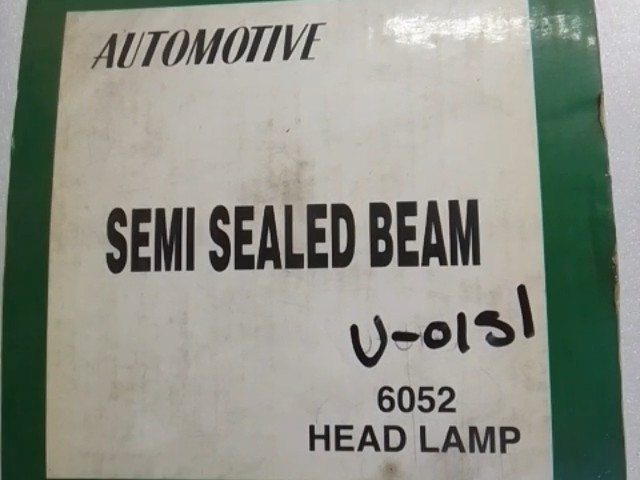 AUTOMOTIVE
SEMI SEALED BEAM
U-0151
6052
HEAD LAMP